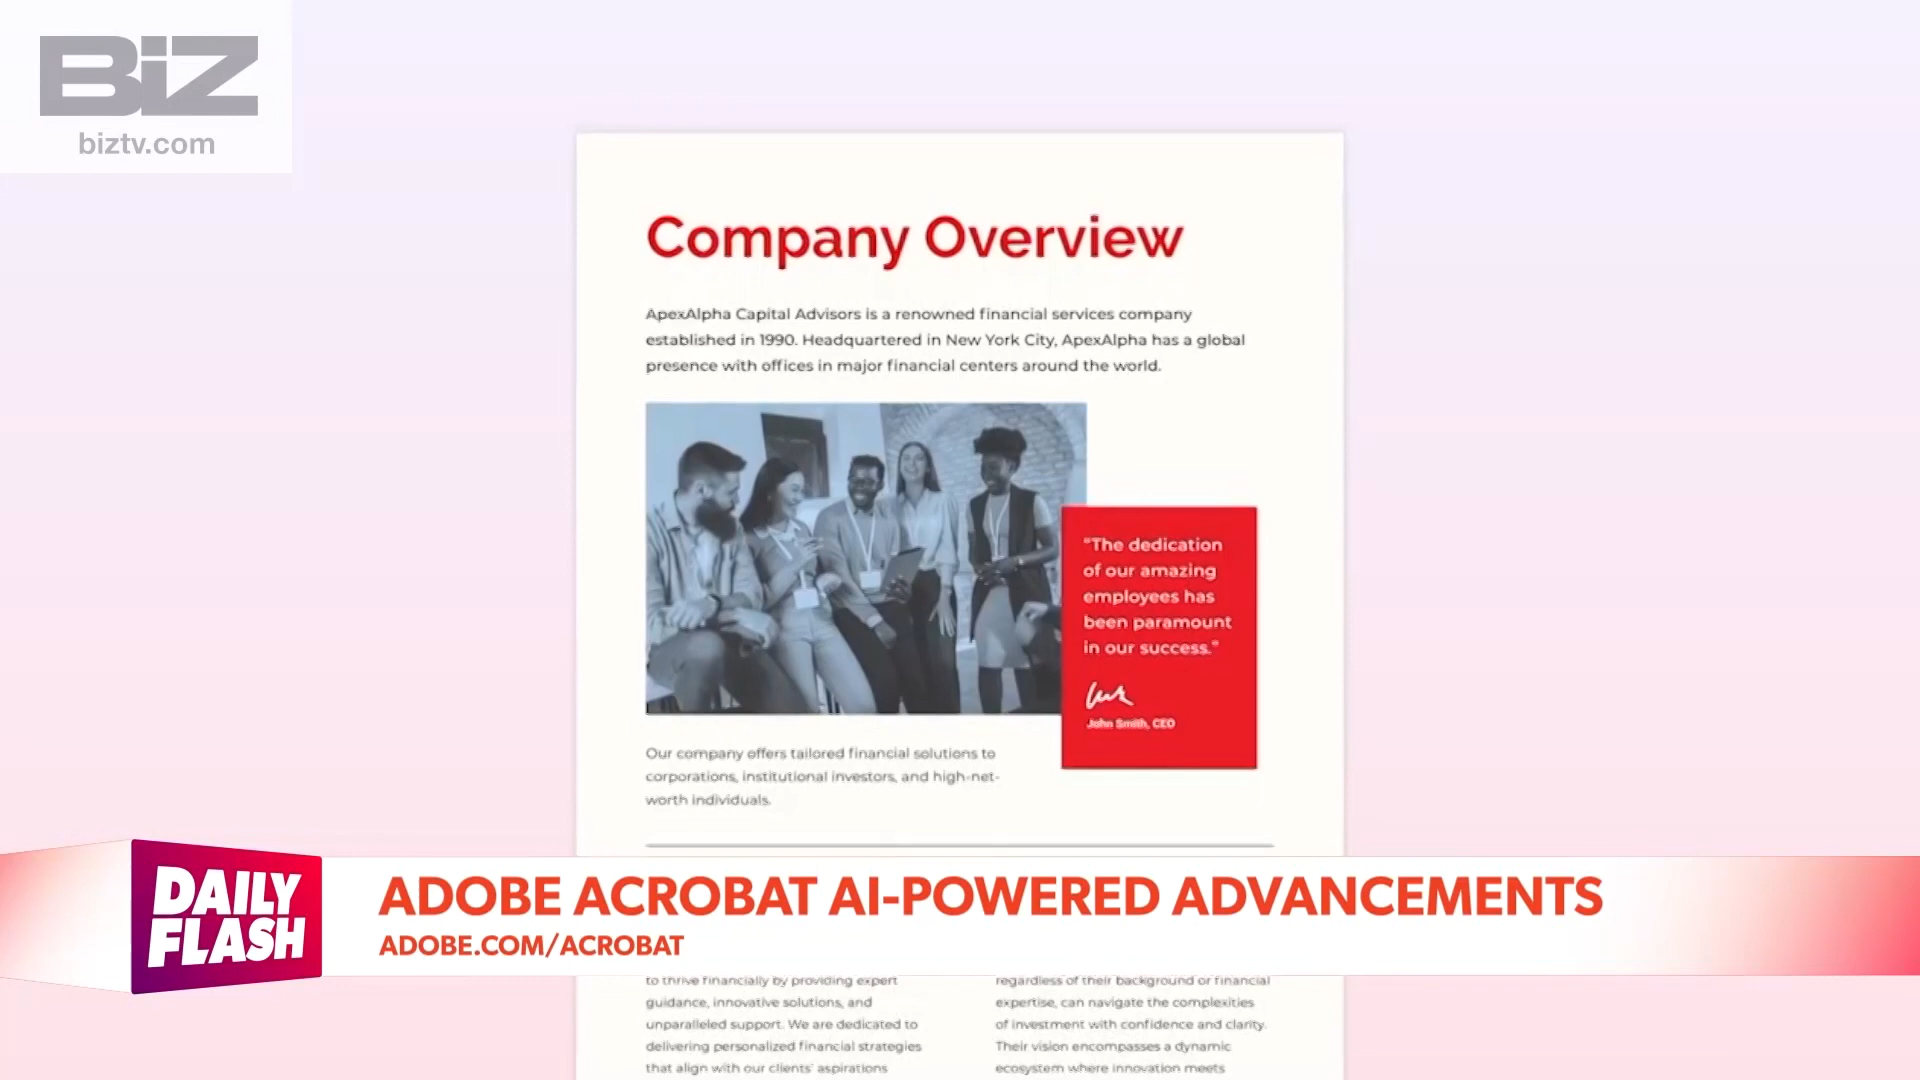 BiZ
biztv.com
Company Overview
ApexAlpha Capital Advisors is a renowned financial services company
established in 1990. Headquartered in New York City, ApexAlpha has a global
presence with offices in major financial centers around the world.
"The dedication
of our amazing
employees has
been paramount
in our success."
John Smith, CEO
Our company offers tailored financial solutions to
corporations, institutional investors, and high-net-
worth individuals.
DAILY
FLASH
ADOBE ACROBAT AI-POWERED ADVANCEMENTS
ADOBE.COM/ACROBAT
to thrive financially by providing expert
guidance, innovative solutions, and
unparalleled support. We are dedicated to
delivering personalized financial strategies
that align with our clients' aspirations
regardless of their background or financial
expertise, can navigate the complexities
of investment with confidence and clarity.
Their vision encompasses a dynamic
ecosystem where innovation meets